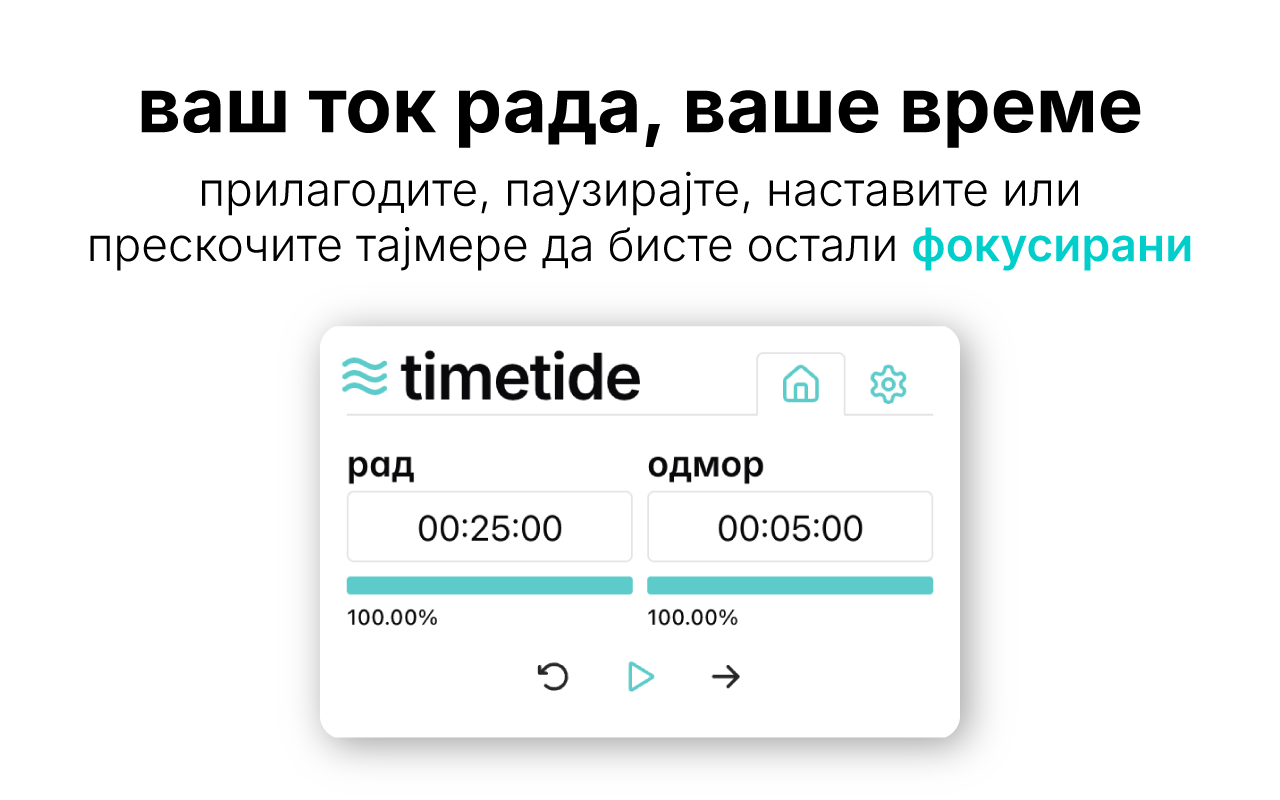 ваш ток рада, ваше време
прилагодите, паузирајте, наставите или
прескочите тајмере да бисте остали фокусирани
timetide
рад
одмор
00:25:00
00:05:00
100.00%
100.00%